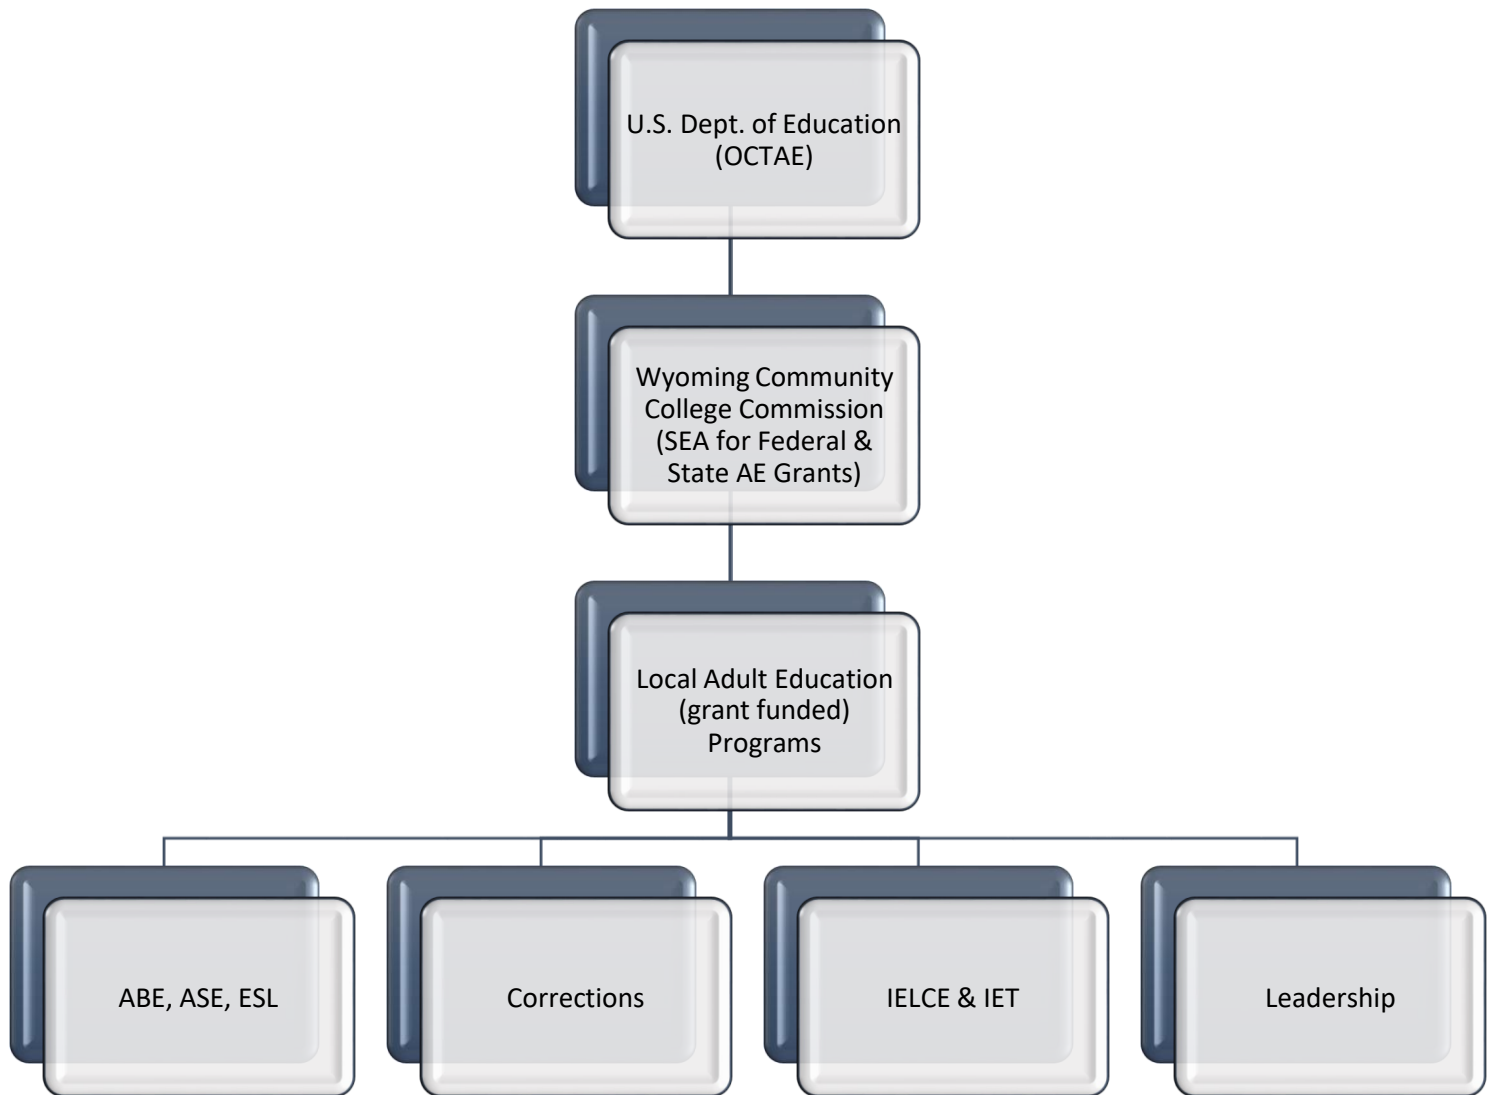 U.S. Dept. of Education
(OCTAE)
Wyoming Community
College Commission
(SEA for Federal &
State AE Grants)
Local Adult Education
(grant funded)
Programs
ABE, ASE, ESL
Corrections
IELCE & IET
Leadership